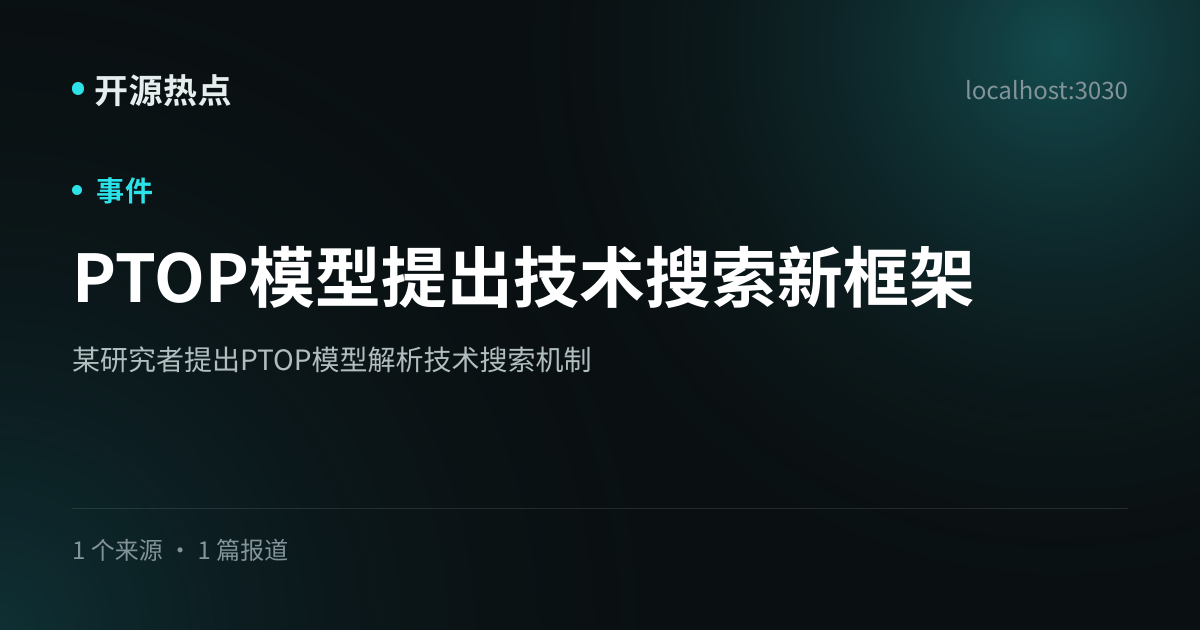 开源热点
localhost:3030
事件
PTOP模型提出技术搜索新框架
某研究者提出PTOP模型解析技术搜索机制
1 个来源 · 1 篇报道